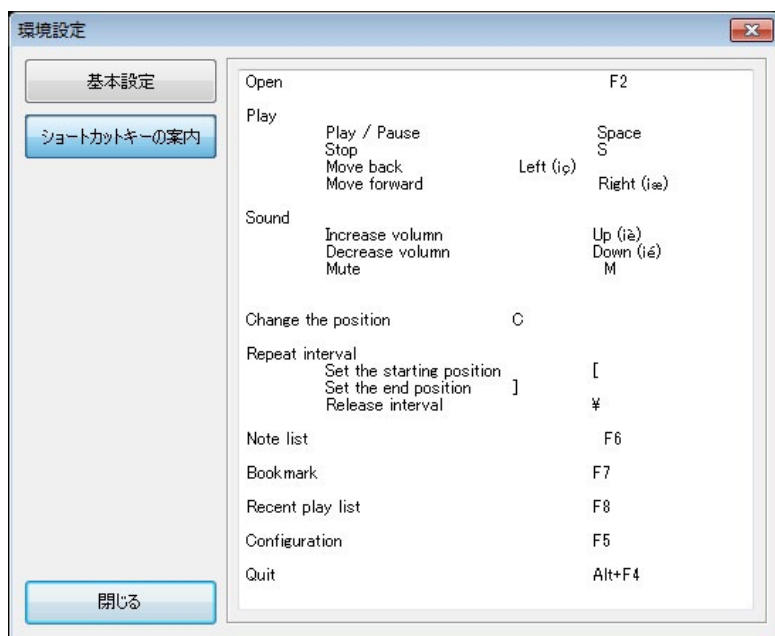 環境設定
基本設定
ショートカットキーの案内
閉じる
Open F2
Play
Play / Pause Space
Stop S
Move back Left (iç)
Move forward Right (iæ)
Sound
Increase volumn Up (iè)
Decrease volumn Down (ié)
Mute M
Change the position C
Repeat interval
Set the starting position [
Set the end position ]
Release interval ¥
Note list F6
Bookmark F7
Recent play list F8
Configuration F5
Quit Alt+F4